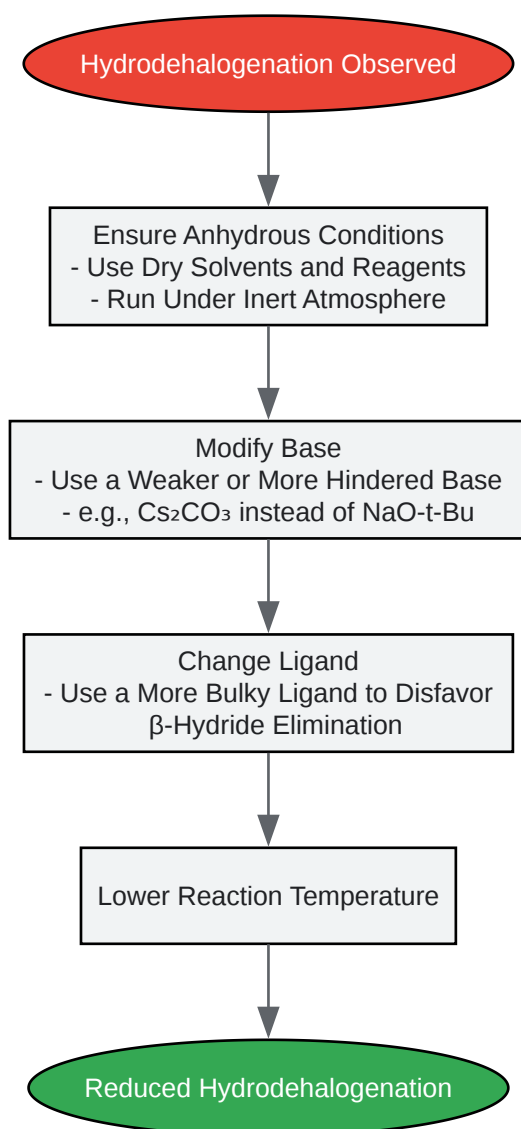 Hydrodehalogenation Observed
Ensure Anhydrous Conditions
- Use Dry Solvents and Reagents
- Run Under Inert Atmosphere
Modify Base
- Use a Weaker or More Hindered Base
- e.g., Cs₂CO₃ instead of NaO-t-Bu
Change Ligand
- Use a More Bulky Ligand to Disfavor
β-Hydride Elimination
Lower Reaction Temperature
Reduced Hydrodehalogenation